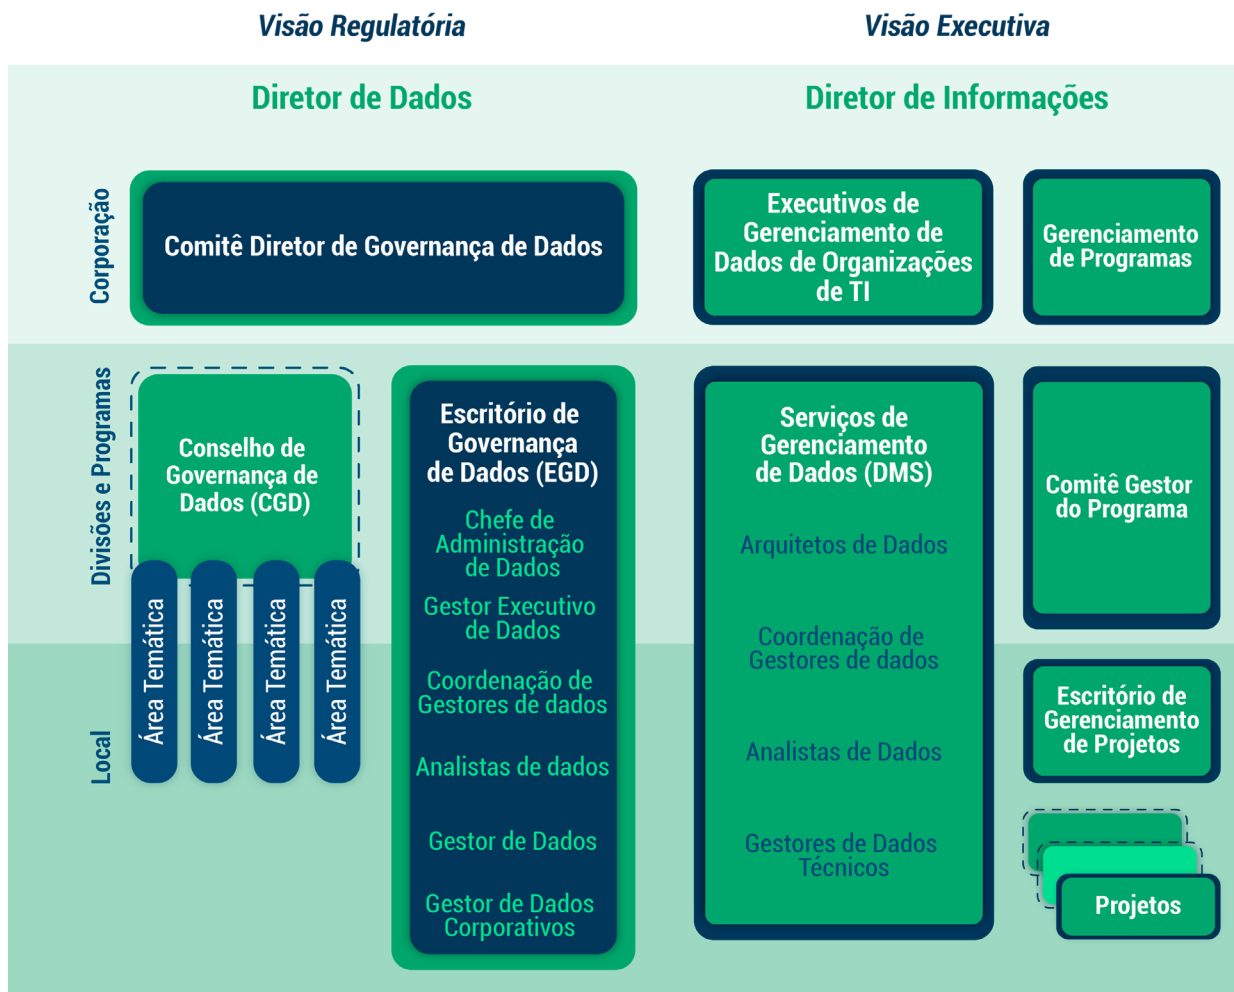 Visão Regulatória
Visão Executiva
Diretor de Dados
Diretor de Informações
Corporação
Comitê Diretor de Governança de Dados
Executivos de
Gerenciamento de
Dados de Organizações
de TI
Gerenciamento
de Programas
Divisões e Programas
Conselho de
Governança de
Dados (CGD)
Escritório de
Governança
de Dados (EGD)
Chefe de
Administração
de Dados
Gestor Executivo
de Dados
Coordenação de
Gestores de dados
Analistas de dados
Gestor de Dados
Gestor de Dados
Corporativos
Serviços de
Gerenciamento
de Dados (DMS)
Arquitetos de Dados
Coordenação de
Gestores de dados
Analistas de Dados
Gestores de Dados
Técnicos
Comitê Gestor
do Programa
Local
Área Temática
Área Temática
Área Temática
Área Temática
Escritório de
Gerenciamento
de Projetos
Projetos